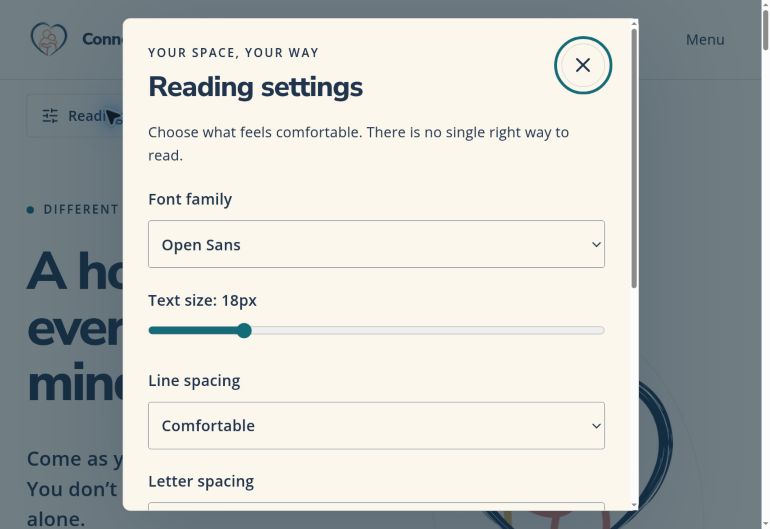 Menu
YOUR SPACE, YOUR WAY
Reading settings
Choose what feels comfortable. There is no single right way to
read.
Font family
Open Sans
Text size: 18px
Line spacing
Comfortable
Letter spacing
DIFFERENT
A
Come as
You don’t
alone.